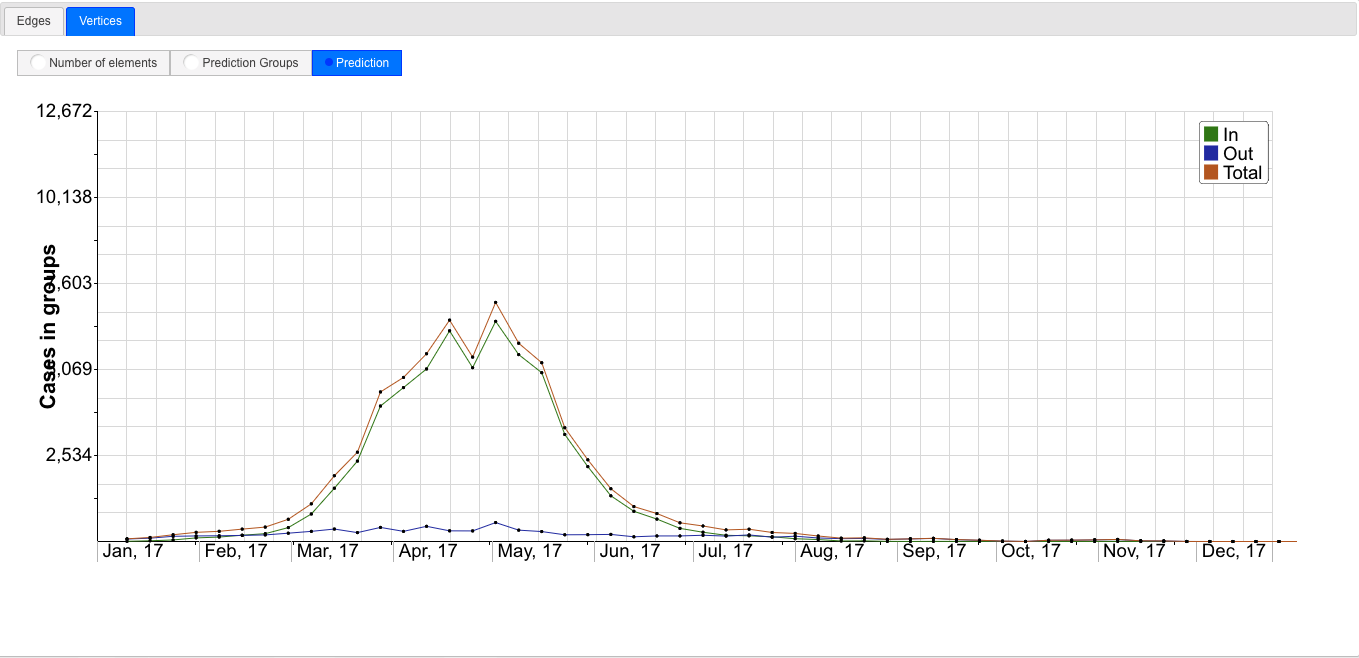 Edges Vertices
Number of elements Prediction Groups Prediction
12,672
10,138
,603
,069
2,534
Cases in groups
In
Out
Total
Jan, 17 Feb, 17 Mar, 17 Apr, 17 May, 17 Jun, 17 Jul, 17 Aug, 17 Sep, 17 Oct, 17 Nov, 17 Dec, 17